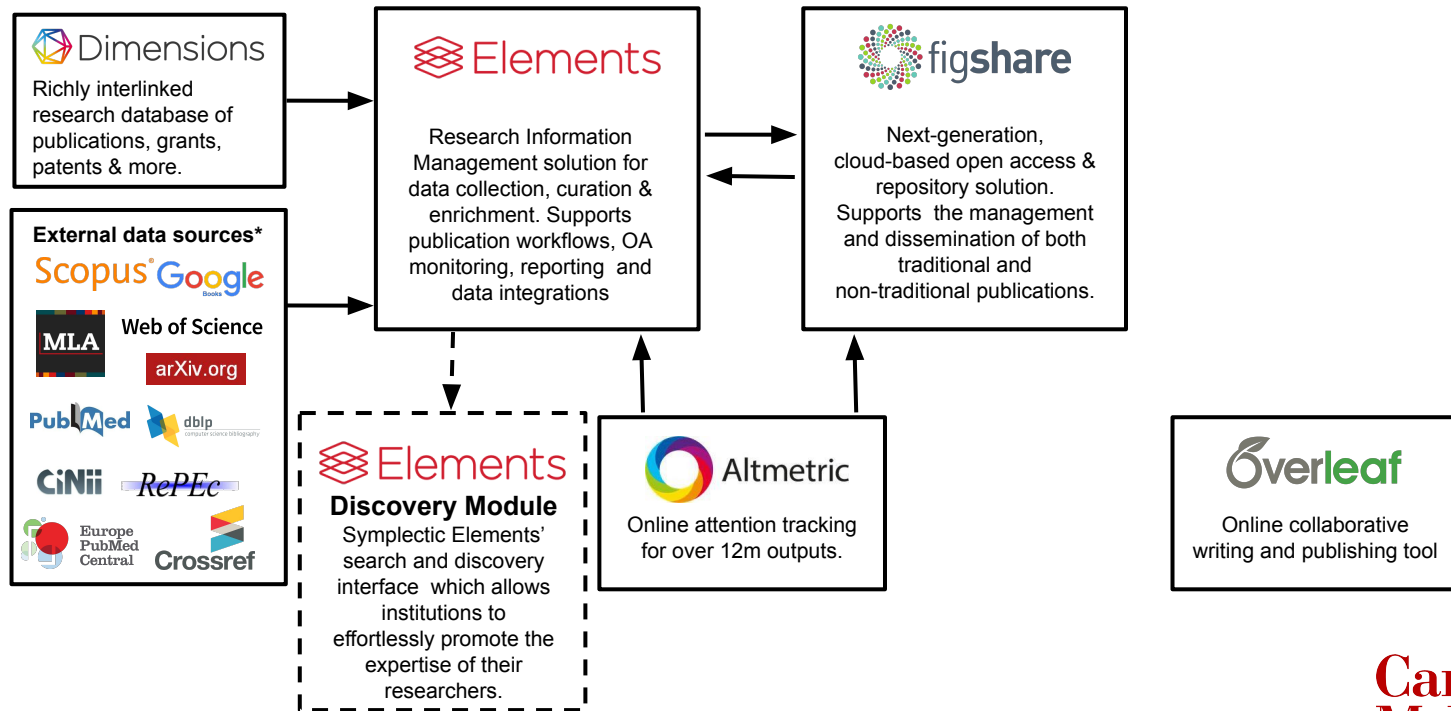 Dimensions
Richly interlinked
research database of
publications, grants,
patents & more.
External data sources*
Scopus®
Google
Books
MLA
Web of Science
arXiv.org
PubMed
dblp
computer science bibliography
CiNii
RePEc
Europe
PubMed
Central
Crossref
Elements
Research Information
Management solution for
data collection, curation &
enrichment. Supports
publication workflows, OA
monitoring, reporting and
data integrations
figshare
Next-generation,
cloud-based open access &
repository solution.
Supports the management
and dissemination of both
traditional and
non-traditional publications.
Elements
Discovery Module
Symplectic Elements'
search and discovery
interface which allows
institutions to
effortlessly promote the
expertise of their
researchers.
Altmetric
Online attention tracking
for over 12m outputs.
Overleaf
Online collaborative
writing and publishing tool